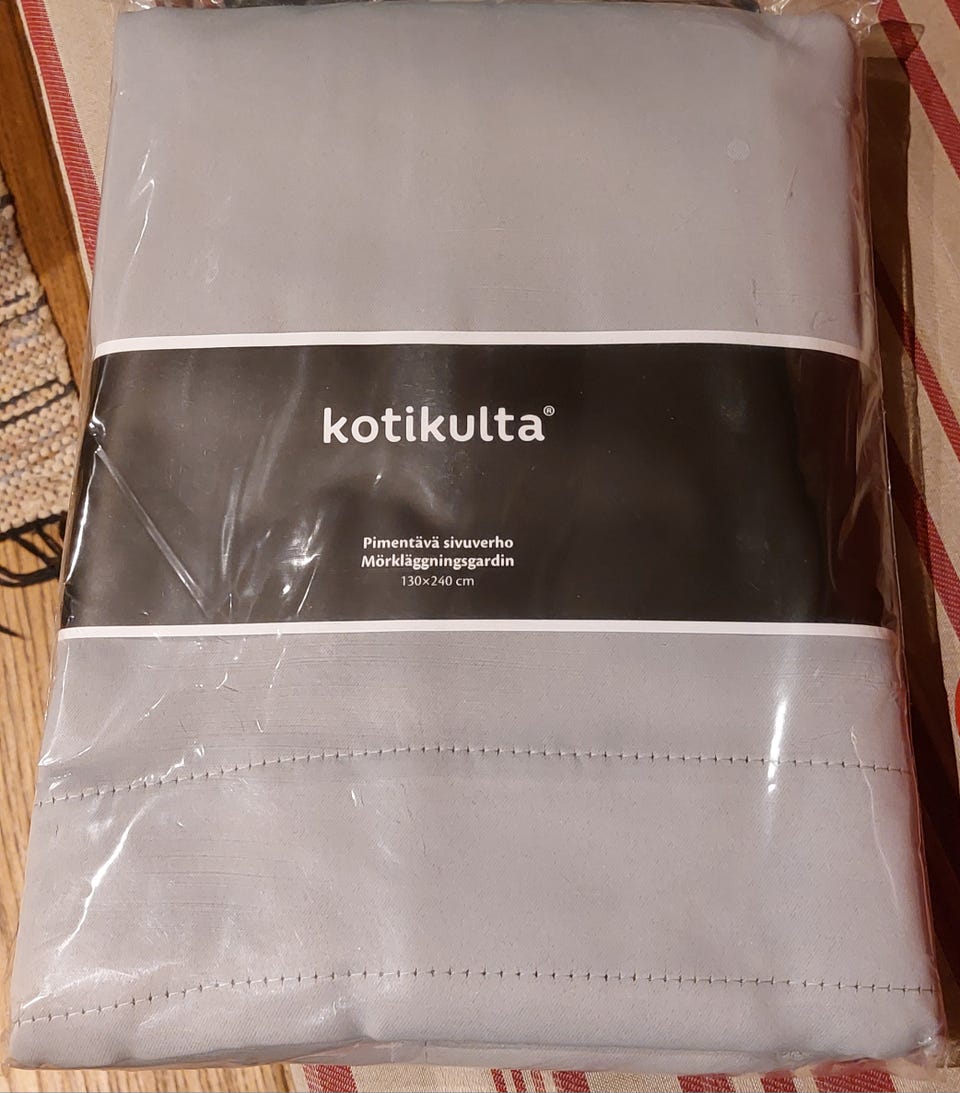 kotikulta®
Pimentävä sivuverho
Mörkläggningsgardin
130×240 cm